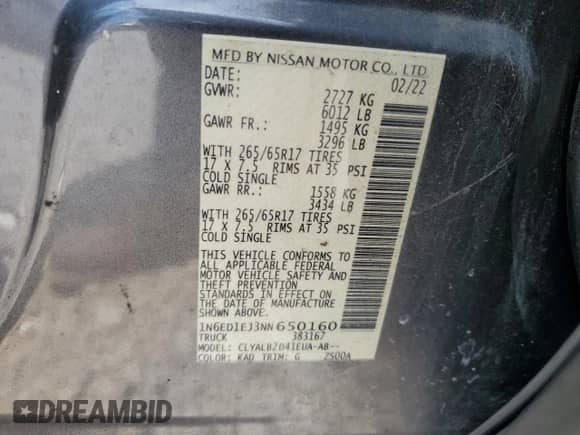 MFD BY NISSAN MOTOR CO., LTD.
DATE: 02/22
GVWR: 2727 KG
6012 LB
GAWR FR.: 1495 KG
3296 LB
WITH 265/65R17 TIRES
17 X 7.5 RIMS AT 35 PSI
COLD SINGLE
GAWR RR.: 1558 KG
3434 LB
WITH 265/65R17 TIRES
17 X 7.5 RIMS AT 35 PSI
COLD SINGLE
THIS VEHICLE CONFORMS TO
ALL APPLICABLE FEDERAL
MOTOR VEHICLE SAFETY AND
THEFT PREVENTION
STANDARDS IN EFFECT ON
THE DATE OF MANUFACTURE
SHOWN ABOVE.
1N6ED1EJ3NN650160
TRUCK 383167
MODEL: CLYALBZD41EUA-AB--
COLOR: KAD TRIM: G ZS00A
DREAMBID